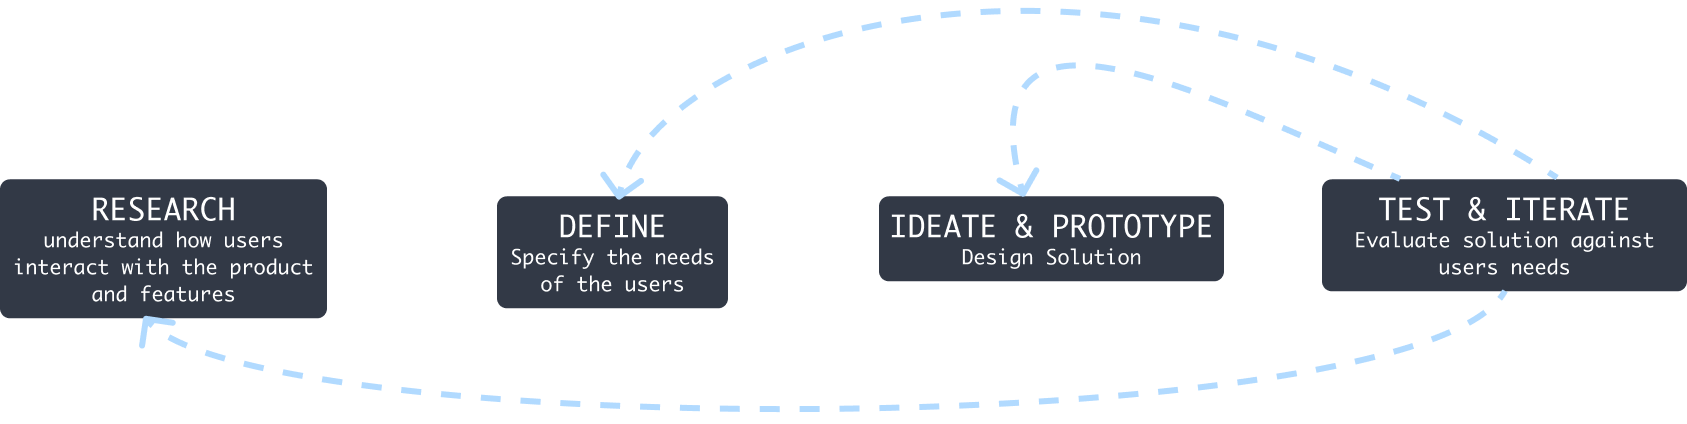 RESEARCH
understand how users
interact with the product
and features
DEFINE
Specify the needs
of the users
IDEATE & PROTOTYPE
Design Solution
TEST & ITERATE
Evaluate solution against
users needs